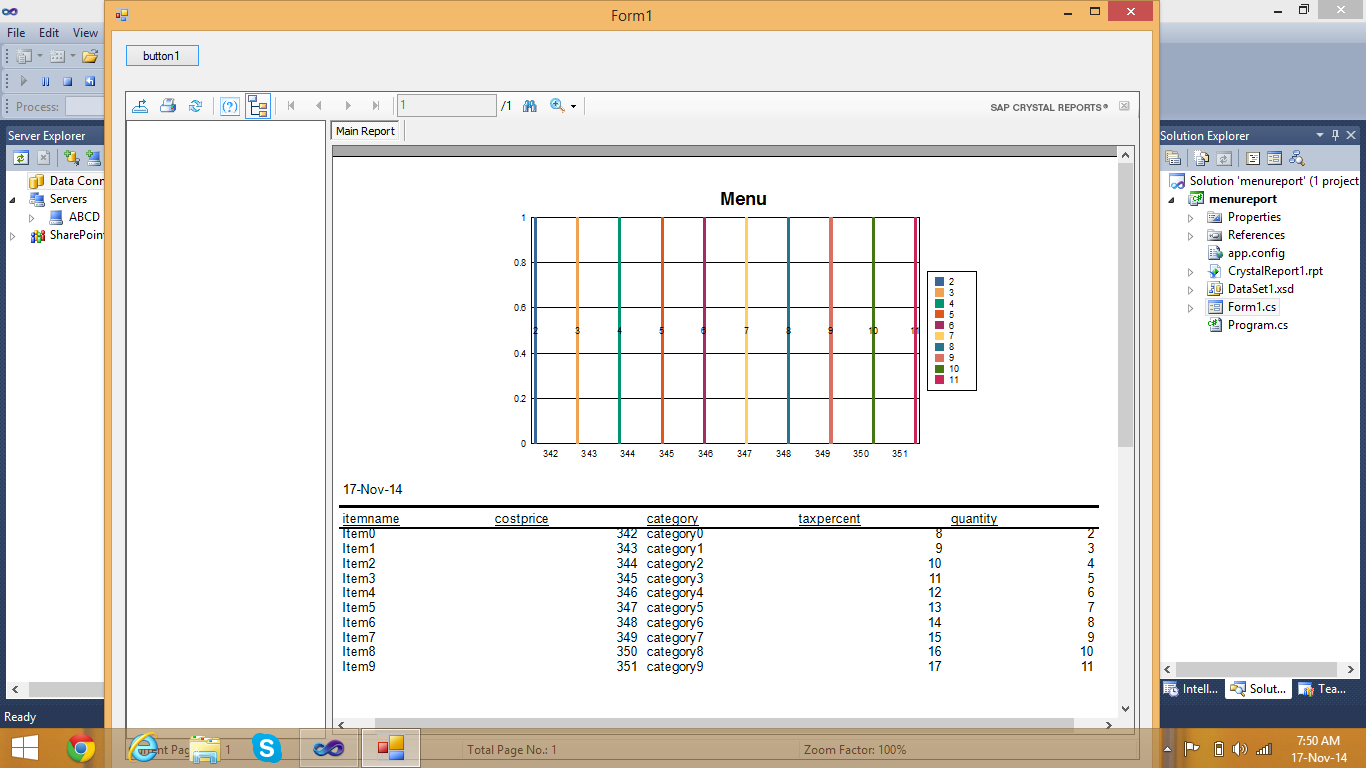 Form1
File Edit View
button1
Process:
1 /1
SAP CRYSTAL REPORTS®
Server Explorer
Main Report
Solution Explorer
Data Conn
Servers
ABCD
SharePoin
Solution 'menureport' (1 project
menureport
Properties
References
app.config
CrystalReport1.rpt
DataSet1.xsd
Form1.cs
Program.cs
Menu
1
0.8
0.6
0.4
0.2
0
2 3 4 5 6 7 8 9 10 11
342 343 344 345 346 347 348 349 350 351
2
3
4
5
6
7
8
9
10
11
17-Nov-14
itemname costprice category taxpercent quantity
Item0 342 category0 8 2
Item1 343 category1 9 3
Item2 344 category2 10 4
Item3 345 category3 11 5
Item4 346 category4 12 6
Item5 347 category5 13 7
Item6 348 category6 14 8
Item7 349 category7 15 9
Item8 350 category8 16 10
Item9 351 category9 17 11
Intell... Solut... Tea...
Ready
1 Total Page No.: 1 Zoom Factor: 100%
7:50 AM
17-Nov-14